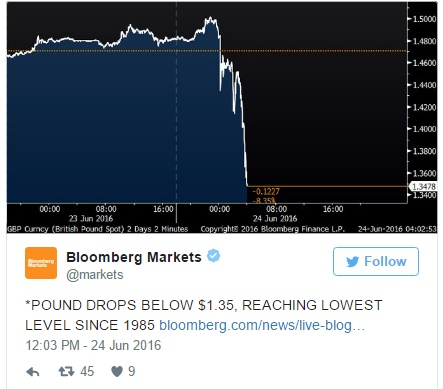 1.5000
1.4800
1.4600
1.4400
1.4200
1.4000
1.3800
1.3600
1.3478
1.3400
-0.1227
-8.35%
00:00 08:00 16:00 00:00 08:00 16:00
23 Jun 2016 24 Jun 2016
GBP Curncy (British Pound Spot) 2 Days 2 Minutes Copyright© 2016 Bloomberg Finance L.P. 24-Jun-2016 04:02:53
Bloomberg
Markets
Bloomberg Markets
@markets
Follow
*POUND DROPS BELOW $1.35, REACHING LOWEST
LEVEL SINCE 1985 bloomberg.com/news/live-blog…
12:03 PM - 24 Jun 2016
45 9